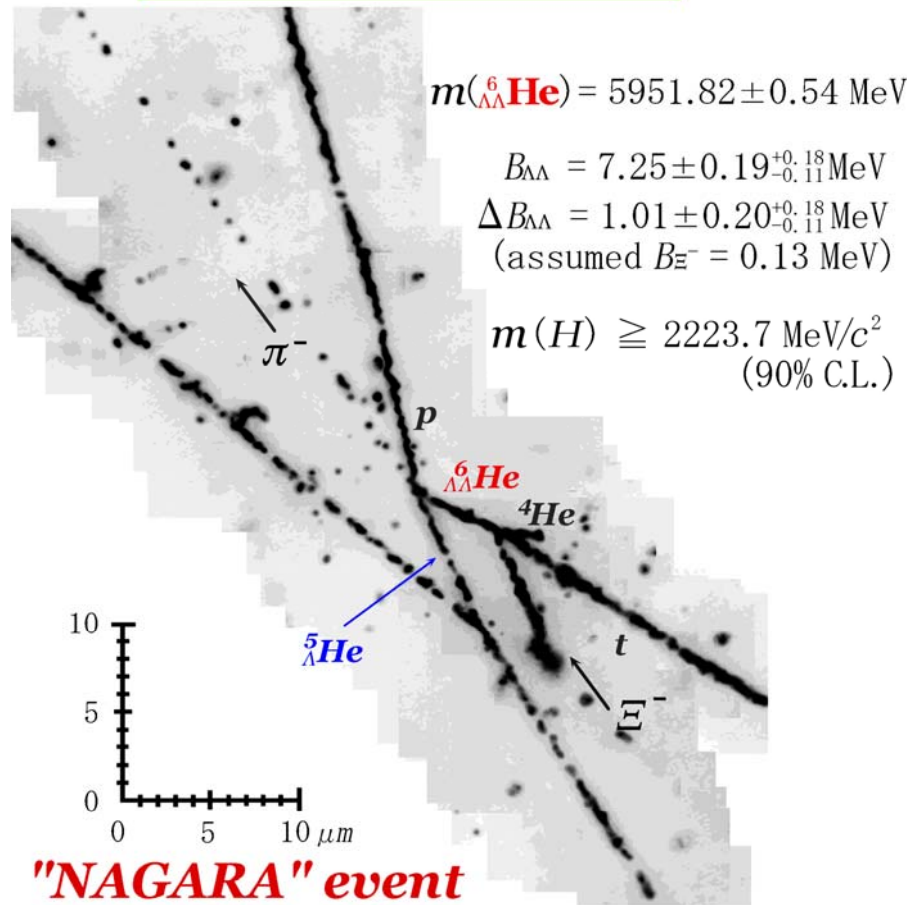 m(⁶ΛΛHe) = 5951.82±0.54 MeV
BΛΛ = 7.25±0.19 +0.18 −0.11 MeV
ΔBΛΛ = 1.01±0.20 +0.18 −0.11 MeV
(assumed BΞ⁻ = 0.13 MeV)
m(H) ≧ 2223.7 MeV/c²
(90% C.L.)
π⁻
p
⁶ΛΛHe
⁴He
⁵ΛHe
t
Ξ⁻
10
5
0
0 5 10 μm
"NAGARA" event